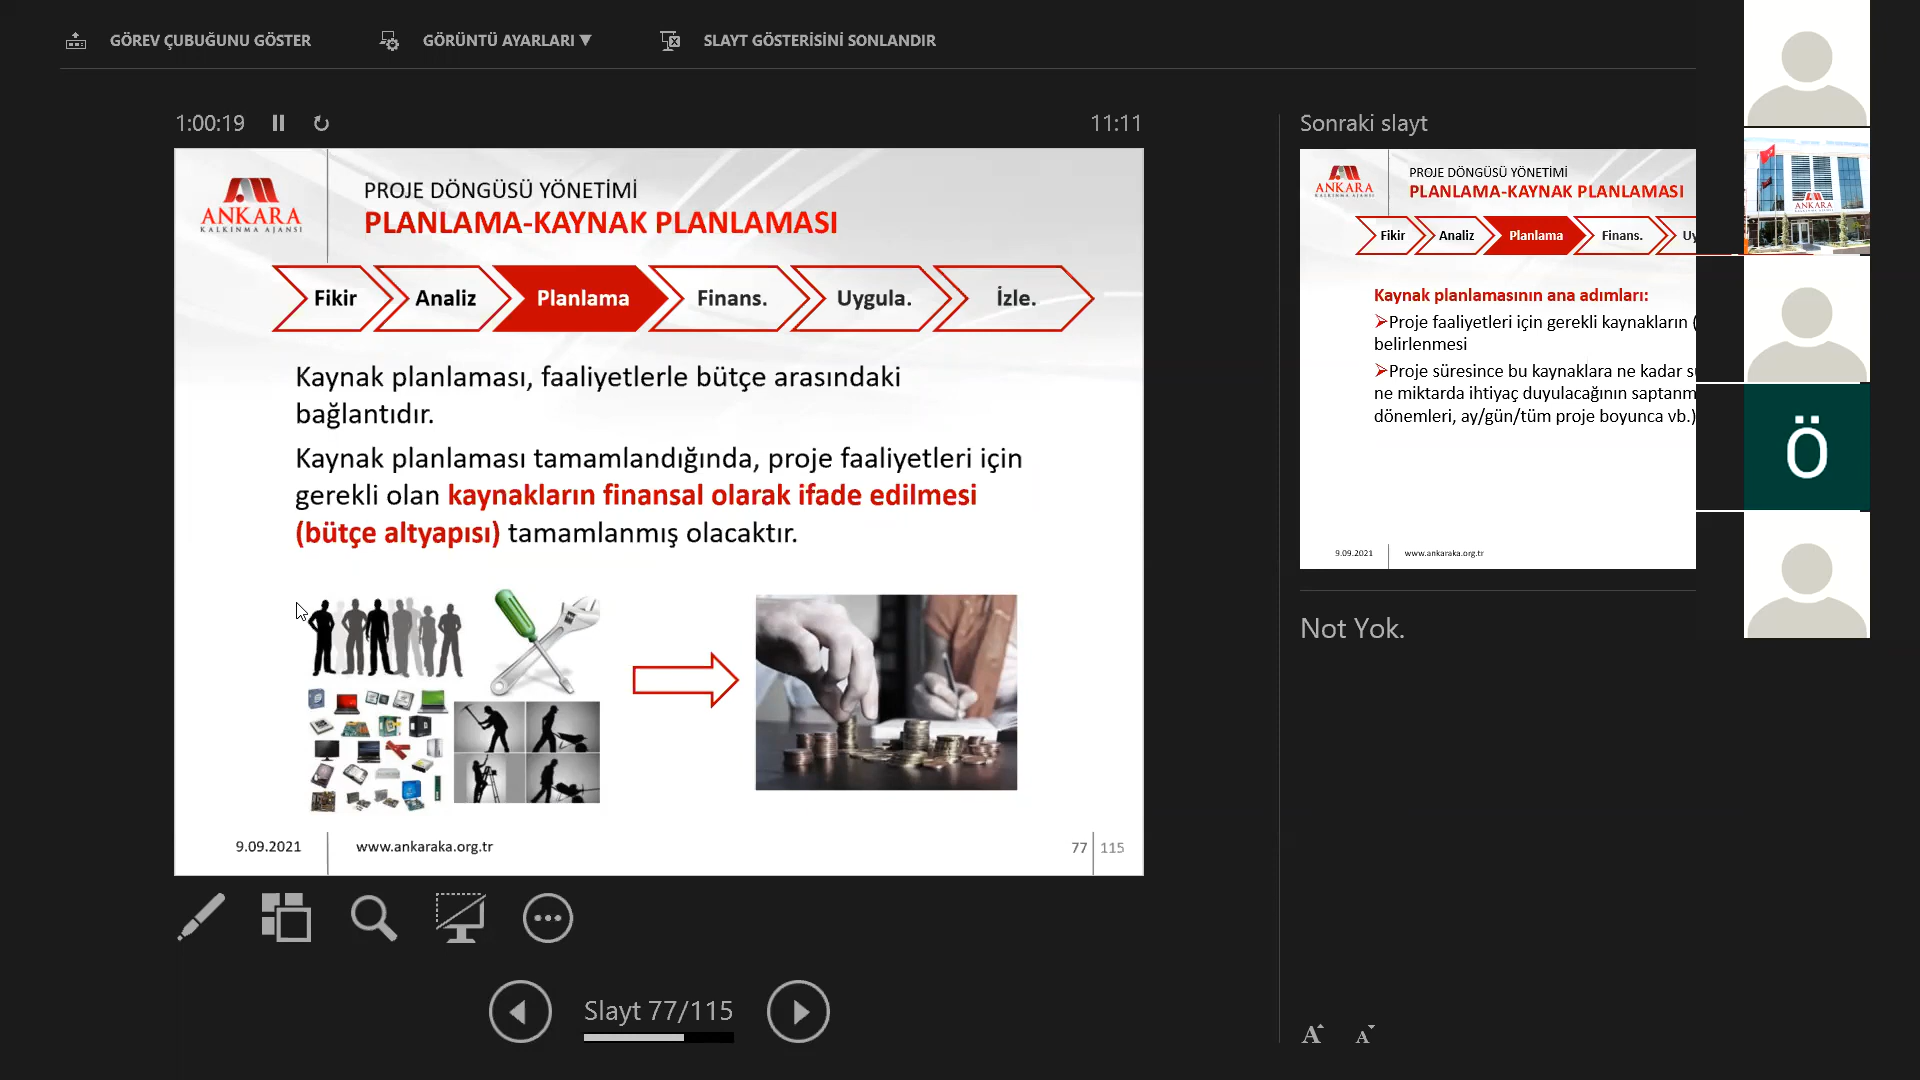 GÖREV ÇUBUĞUNU GÖSTER
GÖRÜNTÜ AYARLARI ▼
SLAYT GÖSTERİSİNİ SONLANDIR
1:00:19
11:11
ANKARA
KALKINMA AJANSI
PROJE DÖNGÜSÜ YÖNETİMİ
PLANLAMA-KAYNAK PLANLAMASI
Fikir
Analiz
Planlama
Finans.
Uygula.
İzle.
Kaynak planlaması, faaliyetlerle bütçe arasındaki
bağlantıdır.
Kaynak planlaması tamamlandığında, proje faaliyetleri için
gerekli olan kaynakların finansal olarak ifade edilmesi
(bütçe altyapısı) tamamlanmış olacaktır.
9.09.2021
www.ankaraka.org.tr
77
115
Slayt 77/115
Sonraki slayt
ANKARA
KALKINMA AJANSI
PROJE DÖNGÜSÜ YÖNETİMİ
PLANLAMA-KAYNAK PLANLAMASI
Fikir
Analiz
Planlama
Finans.
Uy
Kaynak planlamasının ana adımları:
➢Proje faaliyetleri için gerekli kaynakların (
belirlenmesi
➢Proje süresince bu kaynaklara ne kadar s
ne miktarda ihtiyaç duyulacağının saptanm
dönemleri, ay/gün/tüm proje boyunca vb.)
9.09.2021
www.ankaraka.org.tr
Not Yok.
A
A
ANKARA
Ö